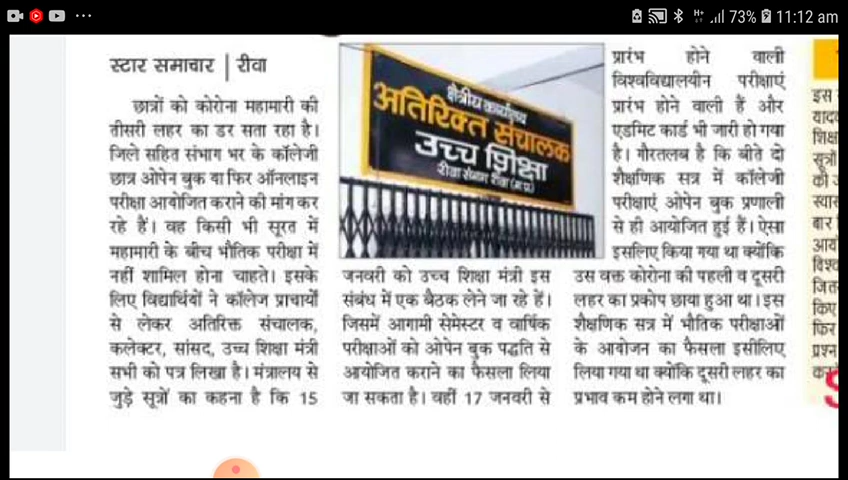 73% 11:12 am
स्टार समाचार | रीवा
छात्रों को कोरोना महामारी की
तीसरी लहर का डर सता रहा है।
जिले सहित संभाग भर के कॉलेजी
छात्र ओपेन बुक या फिर ऑनलाइन
परीक्षा आयोजित कराने की मांग कर
रहे हैं। वह किसी भी सूरत में
महामारी के बीच भौतिक परीक्षा में
नहीं शामिल होना चाहते। इसके
लिए विद्यार्थियों ने कॉलेज प्राचार्यों
से लेकर अतिरिक्त संचालक,
कलेक्टर, सांसद, उच्च शिक्षा मंत्री
सभी को पत्र लिखा है। मंत्रालय से
जुड़े सूत्रों का कहना है कि 15
क्षेत्रीय कार्यालय
अतिरिक्त संचालक
उच्च शिक्षा
रीवा संभाग रीवा (म.प्र.)
जनवरी को उच्च शिक्षा मंत्री इस
संबंध में एक बैठक लेने जा रहे हैं।
जिसमें आगामी सेमेस्टर व वार्षिक
परीक्षाओं को ओपेन बुक पद्धति से
आयोजित कराने का फैसला लिया
जा सकता है। वहीं 17 जनवरी से
प्रारंभ होने वाली
विश्वविद्यालयीन परीक्षाएं
प्रारंभ होने वाली हैं और
एडमिट कार्ड भी जारी हो गया
है। गौरतलब है कि बीते दो
शैक्षणिक सत्र में कॉलेजी
परीक्षाएं ओपेन बुक प्रणाली
से ही आयोजित हुई हैं। ऐसा
इसलिए किया गया था क्योंकि
उस वक्त कोरोना की पहली व दूसरी
लहर का प्रकोप छाया हुआ था। इस
शैक्षणिक सत्र में भौतिक परीक्षाओं
के आयोजन का फैसला इसीलिए
लिया गया था क्योंकि दूसरी लहर का
प्रभाव कम होने लगा था।
इस